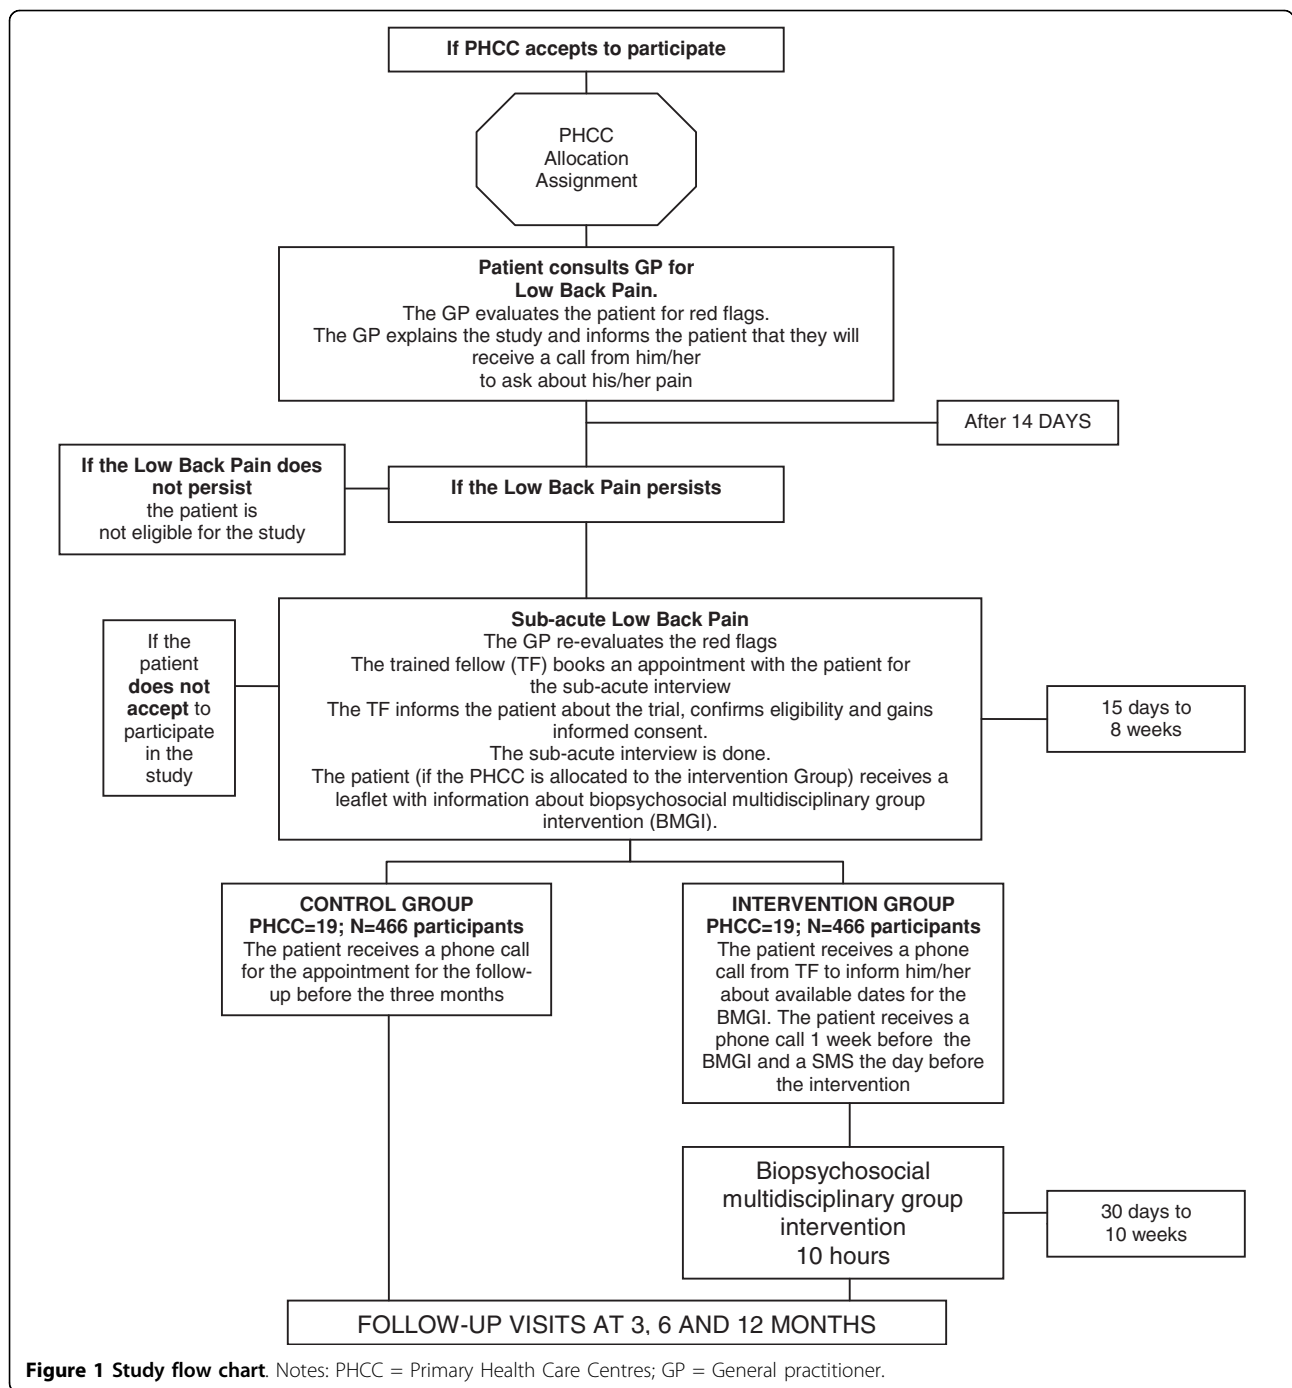 If PHCC accepts to participate
PHCC
Allocation
Assignment
Patient consults GP for
Low Back Pain.
The GP evaluates the patient for red flags.
The GP explains the study and informs the patient that they will
receive a call from him/her
to ask about his/her pain
After 14 DAYS
If the Low Back Pain does
not persist
the patient is
not eligible for the study
If the Low Back Pain persists
If the
patient
does not
accept to
participate
in the
study
Sub-acute Low Back Pain
The GP re-evaluates the red flags
The trained fellow (TF) books an appointment with the patient for
the sub-acute interview
The TF informs the patient about the trial, confirms eligibility and gains
informed consent.
The sub-acute interview is done.
The patient (if the PHCC is allocated to the intervention Group) receives a
leaflet with information about biopsychosocial multidisciplinary group
intervention (BMGI).
15 days to
8 weeks
CONTROL GROUP
PHCC=19; N=466 participants
The patient receives a phone call
for the appointment for the follow-
up before the three months
INTERVENTION GROUP
PHCC=19; N=466 participants
The patient receives a phone
call from TF to inform him/her
about available dates for the
BMGI. The patient receives a
phone call 1 week before the
BMGI and a SMS the day before
the intervention
Biopsychosocial
multidisciplinary group
intervention
10 hours
30 days to
10 weeks
FOLLOW-UP VISITS AT 3, 6 AND 12 MONTHS
Figure 1 Study flow chart. Notes: PHCC = Primary Health Care Centres; GP = General practitioner.